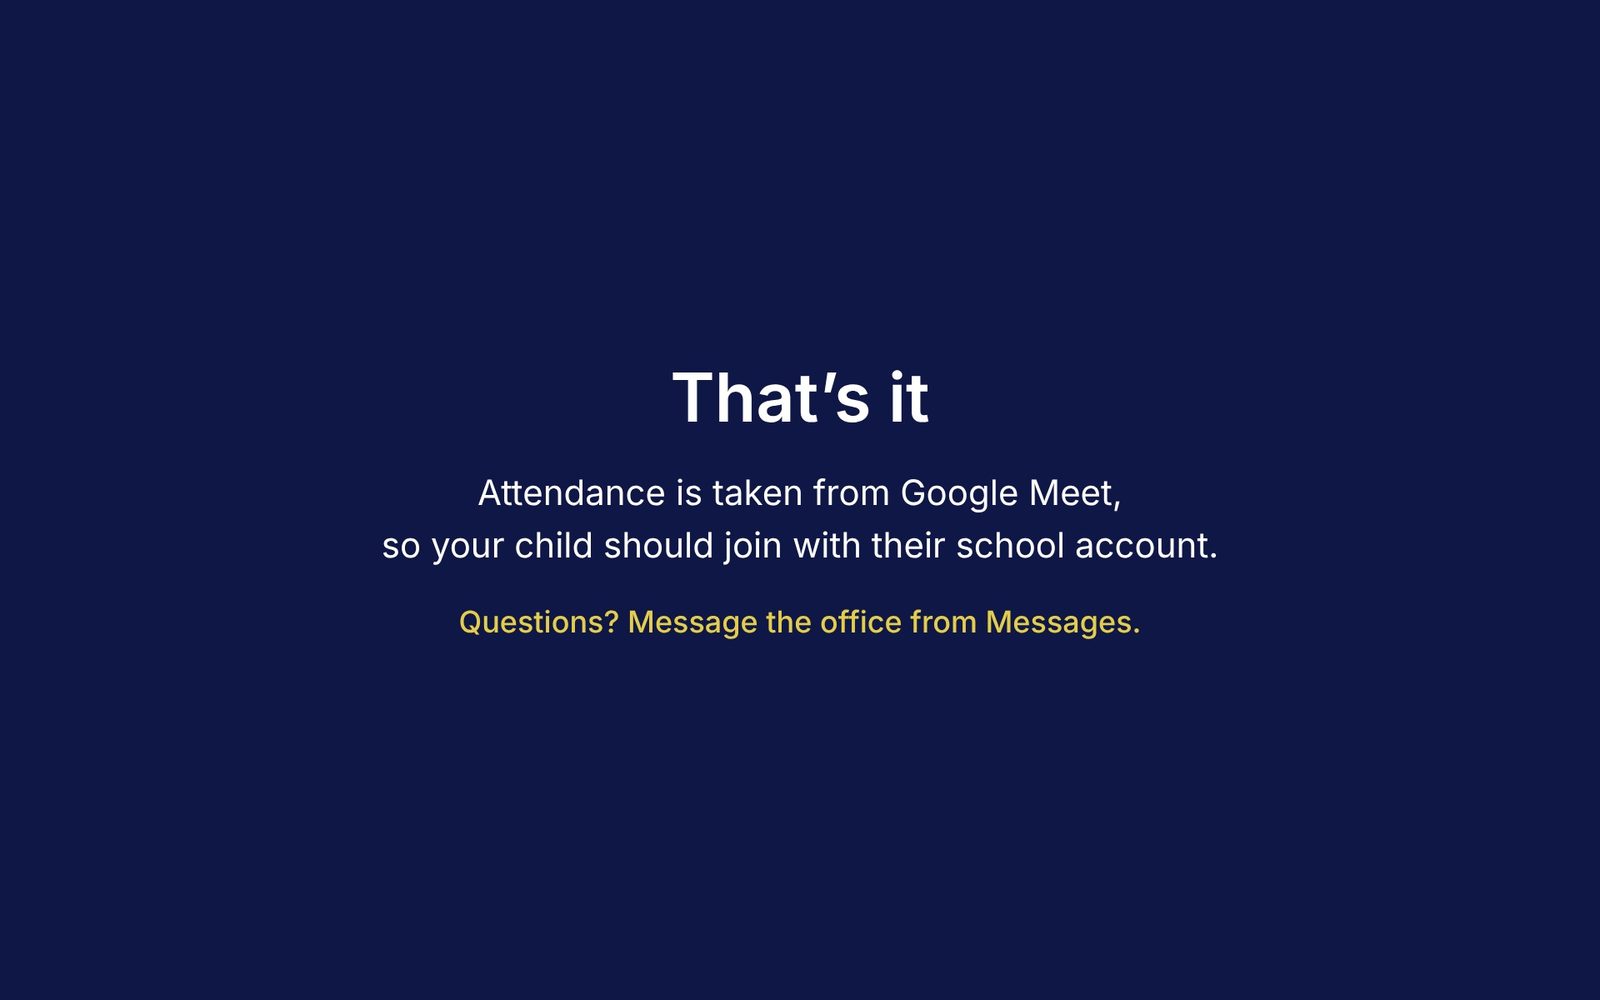 That’s it
Attendance is taken from Google Meet,
so your child should join with their school account.
Questions? Message the office from Messages.